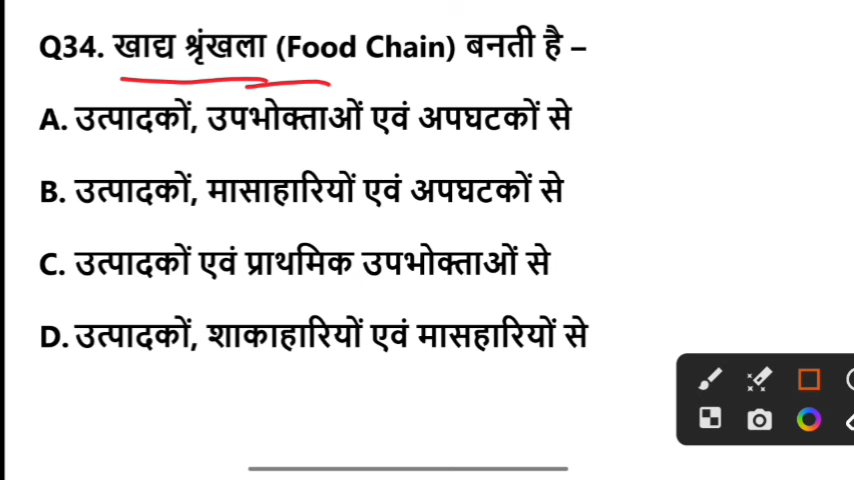 Q34. खाद्य श्रृंखला (Food Chain) बनती है –
A. उत्पादकों, उपभोक्ताओं एवं अपघटकों से
B. उत्पादकों, मासाहारियों एवं अपघटकों से
C. उत्पादकों एवं प्राथमिक उपभोक्ताओं से
D. उत्पादकों, शाकाहारियों एवं मासहारियों से